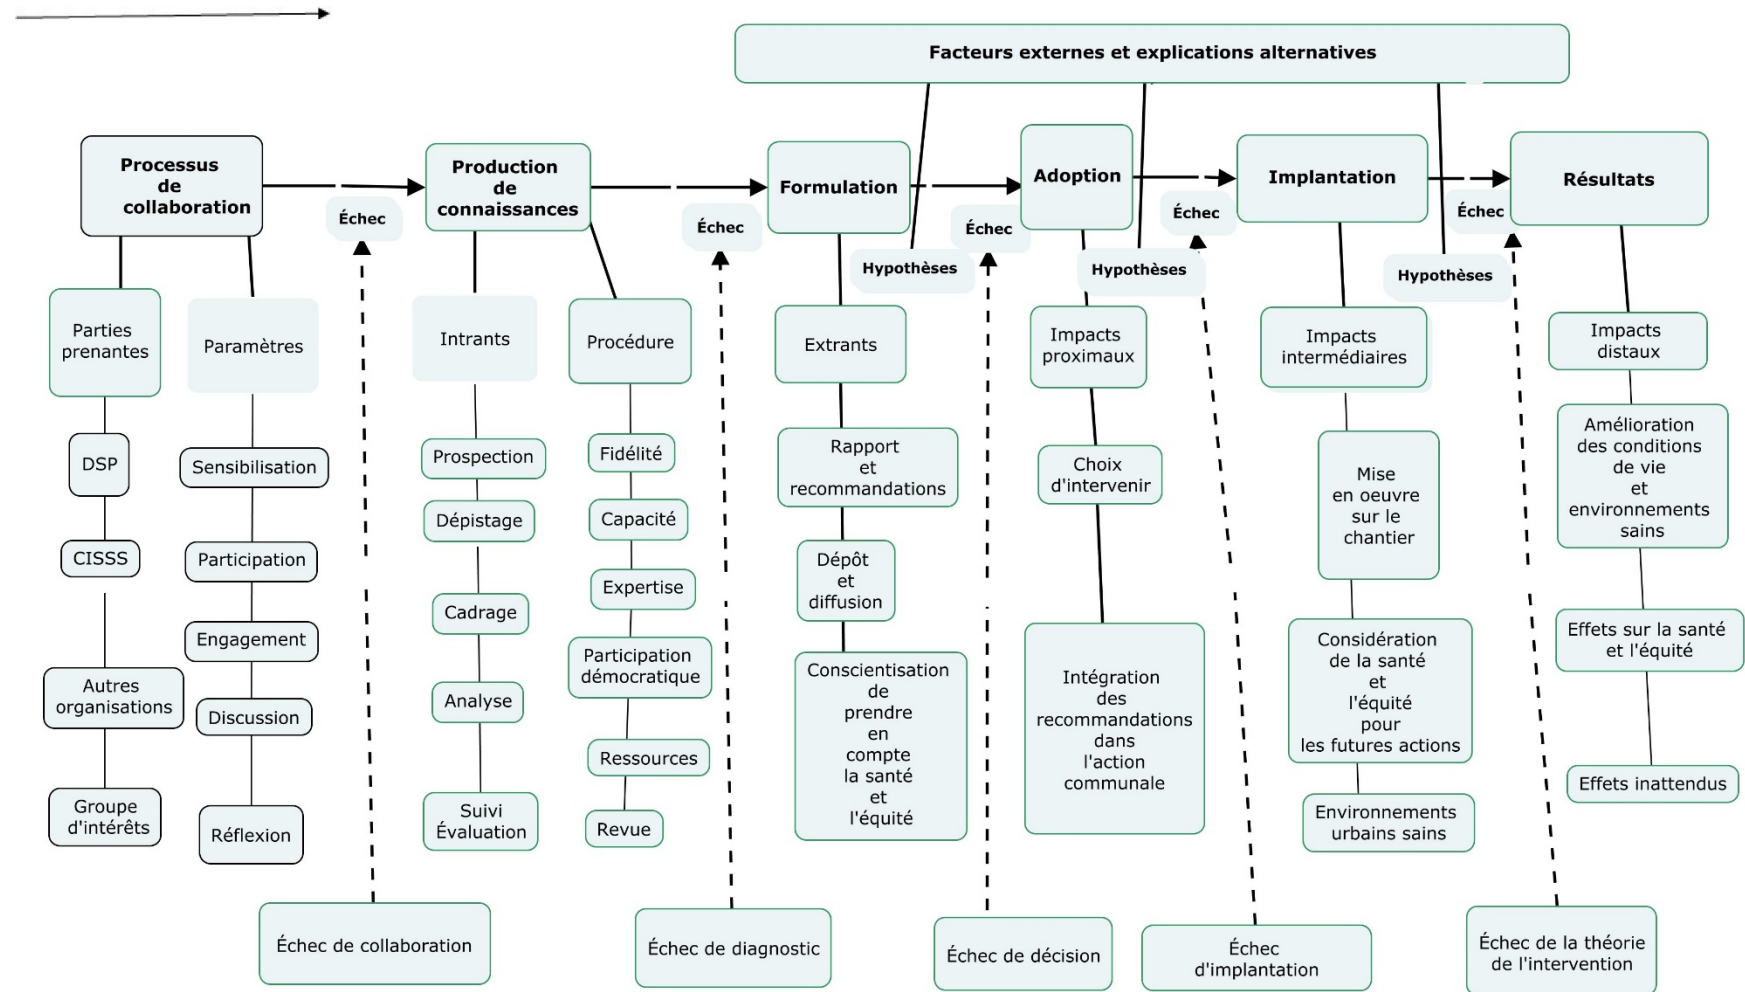 Facteurs externes et explications alternatives
Processus
de
collaboration
Production
de
connaissances
Formulation
Adoption
Implantation
Résultats
Échec
Échec
Échec
Échec
Échec
Hypothèses
Hypothèses
Hypothèses
Parties
prenantes
DSP
CISSS
Autres
organisations
Groupe
d'intérêts
Paramètres
Sensibilisation
Participation
Engagement
Discussion
Réflexion
Intrants
Prospection
Dépistage
Cadrage
Analyse
Suivi
Évaluation
Procédure
Fidélité
Capacité
Expertise
Participation
démocratique
Ressources
Revue
Extrants
Rapport
et
recommandations
Dépôt
et
diffusion
Conscientisation
de
prendre
en
compte
la santé
et
l'équité
Impacts
proximaux
Choix
d'intervenir
Intégration
des
recommandations
dans
l'action
communale
Impacts
intermédiaires
Mise
en oeuvre
sur le
chantier
Considération
de la santé
et
l'équité
pour
les futures actions
Environnements
urbains sains
Impacts
distaux
Amélioration
des conditions
de vie
et
environnements
sains
Effets sur la santé
et l'équité
Effets inattendus
Échec de collaboration
Échec de diagnostic
Échec de décision
Échec
d'implantation
Échec de la théorie
de l'intervention